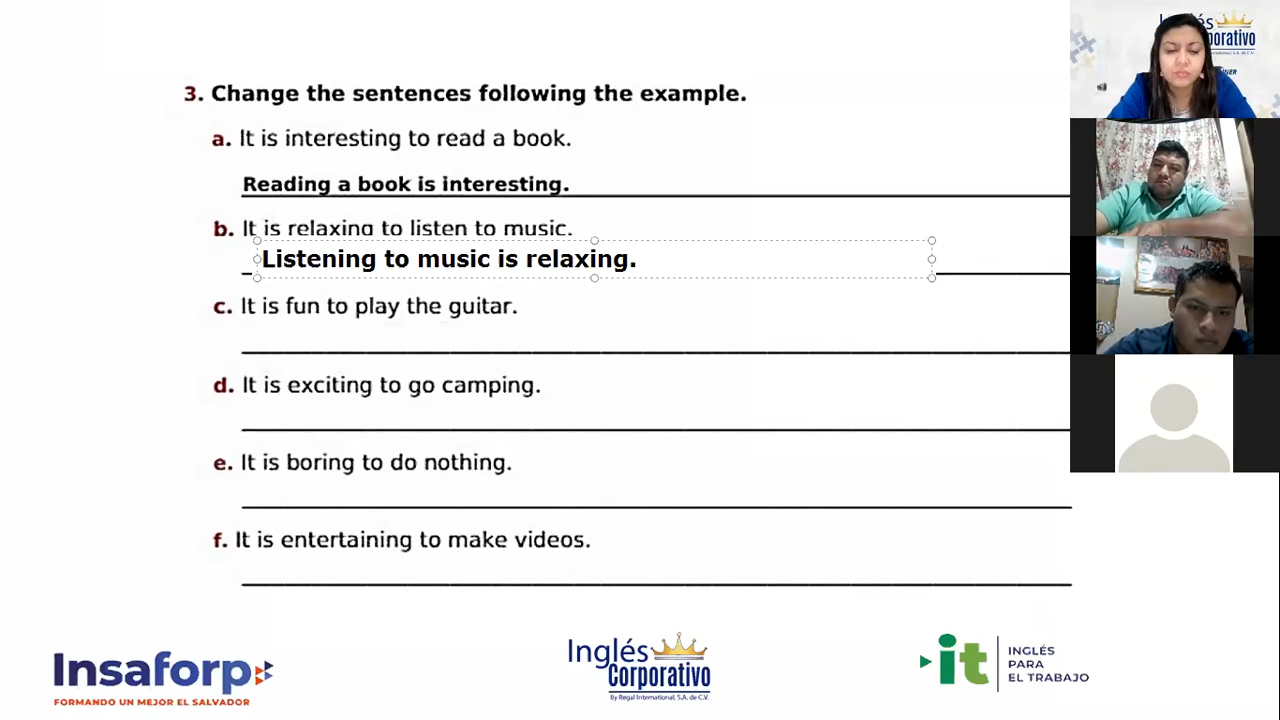 Inglés
Corporativo
3. Change the sentences following the example.
a. It is interesting to read a book.
Reading a book is interesting.
b. It is relaxing to listen to music.
Listening to music is relaxing.
c. It is fun to play the guitar.
d. It is exciting to go camping.
e. It is boring to do nothing.
f. It is entertaining to make videos.
Insaforp
FORMANDO UN MEJOR EL SALVADOR
Inglés
Corporativo
By Regal International, S.A. de C.V.
it
INGLÉS
PARA
EL TRABAJO